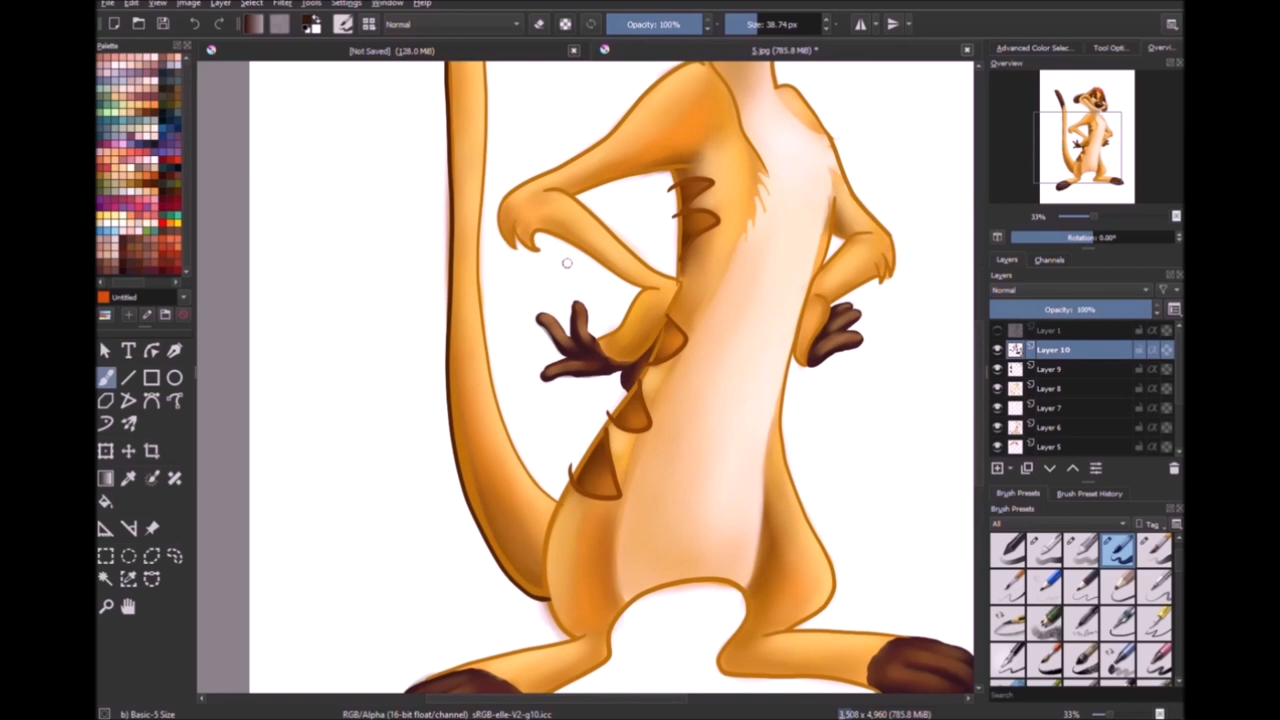 File Edit View Image Layer Select Filter Tools Settings Window Help
Normal Opacity: 100% Size: 38.74 px
Palette
[Not Saved] (128.0 MiB) 5.jpg (785.8 MiB) *
Advanced Color Selec... Tool Opti... Overvi...
Overview
33%
Rotation: 0.00°
Layers Channels
Layers
Normal
Opacity: 100%
Untitled
Layer 1
Layer 10
Layer 9
Layer 8
Layer 7
Layer 6
Layer 5
Brush Presets Brush Preset History
Brush Presets
All Tag
Search
b) Basic-5 Size RGB/Alpha (16-bit float/channel) sRGB-elle-V2-g10.icc 3,508 x 4,960 (785.8 MiB) 33%